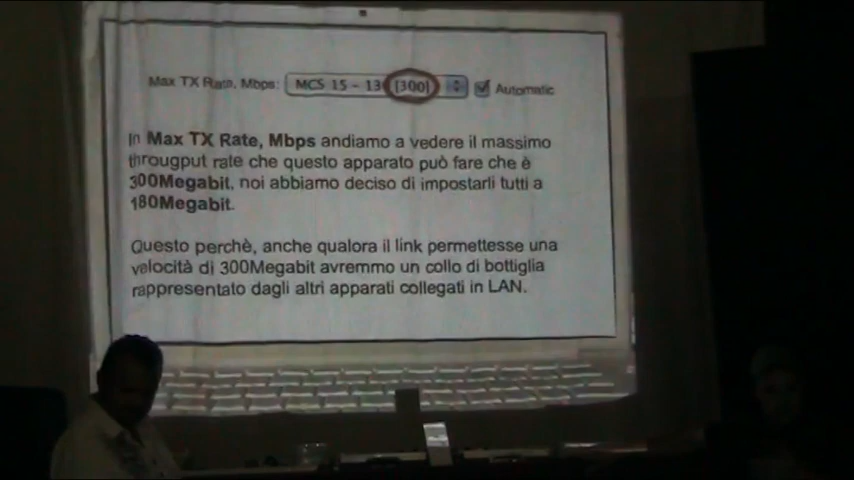 Max TX Rate, Mbps: MCS 15 - 13 [300] Automatic
In Max TX Rate, Mbps andiamo a vedere il massimo
througput rate che questo apparato può fare che è
300Megabit, noi abbiamo deciso di impostarli tutti a
180Megabit.
Questo perchè, anche qualora il link permettesse una
velocità di 300Megabit avremmo un collo di bottiglia
rappresentato dagli altri apparati collegati in LAN.